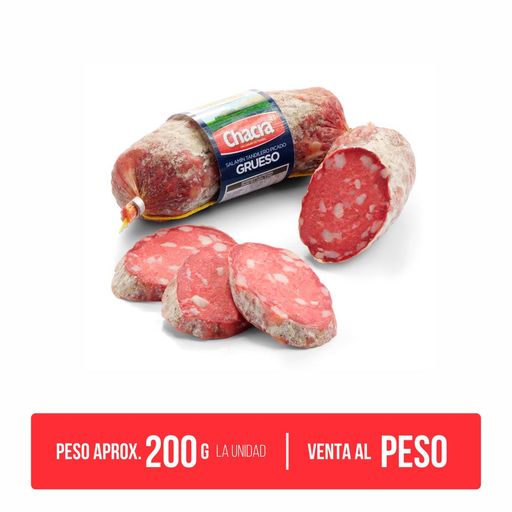 Chacra
SALAMÍN TANDILERO PICADO
GRUESO
PESO APROX. 200 G LA UNIDAD | VENTA AL PESO